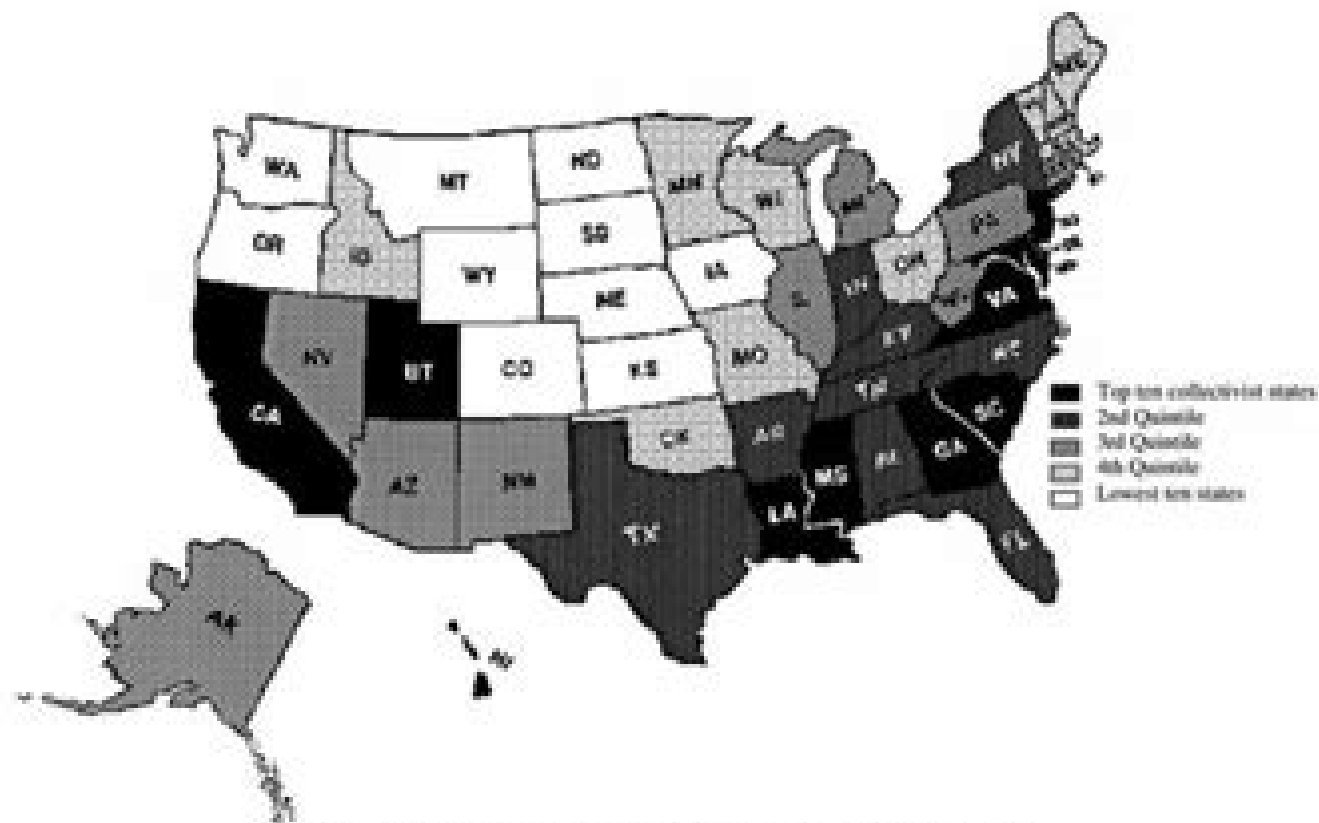 WA
MT
ND
MN
OR
ID
SD
WI
MI
NY
WY
IA
PA
NE
OH
IN
VA
NV
UT
CO
KS
MO
KY
NC
CA
TN
OK
AR
SC
AZ
NM
MS
AL
GA
LA
TX
FL
AK
Top ten collectivist states
2nd Quintile
3rd Quintile
4th Quintile
Lowest ten states